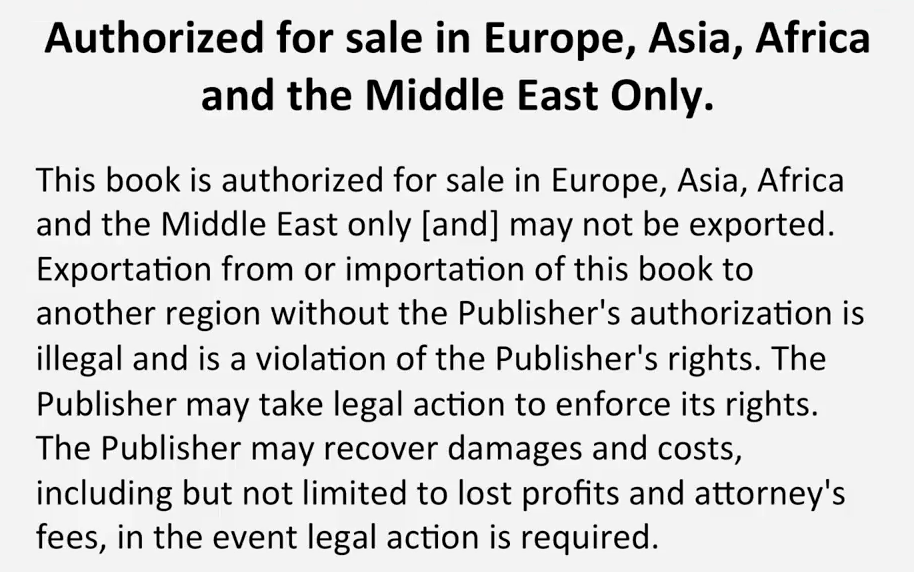 Authorized for sale in Europe, Asia, Africa
and the Middle East Only.
This book is authorized for sale in Europe, Asia, Africa
and the Middle East only [and] may not be exported.
Exportation from or importation of this book to
another region without the Publisher's authorization is
illegal and is a violation of the Publisher's rights. The
Publisher may take legal action to enforce its rights.
The Publisher may recover damages and costs,
including but not limited to lost profits and attorney's
fees, in the event legal action is required.